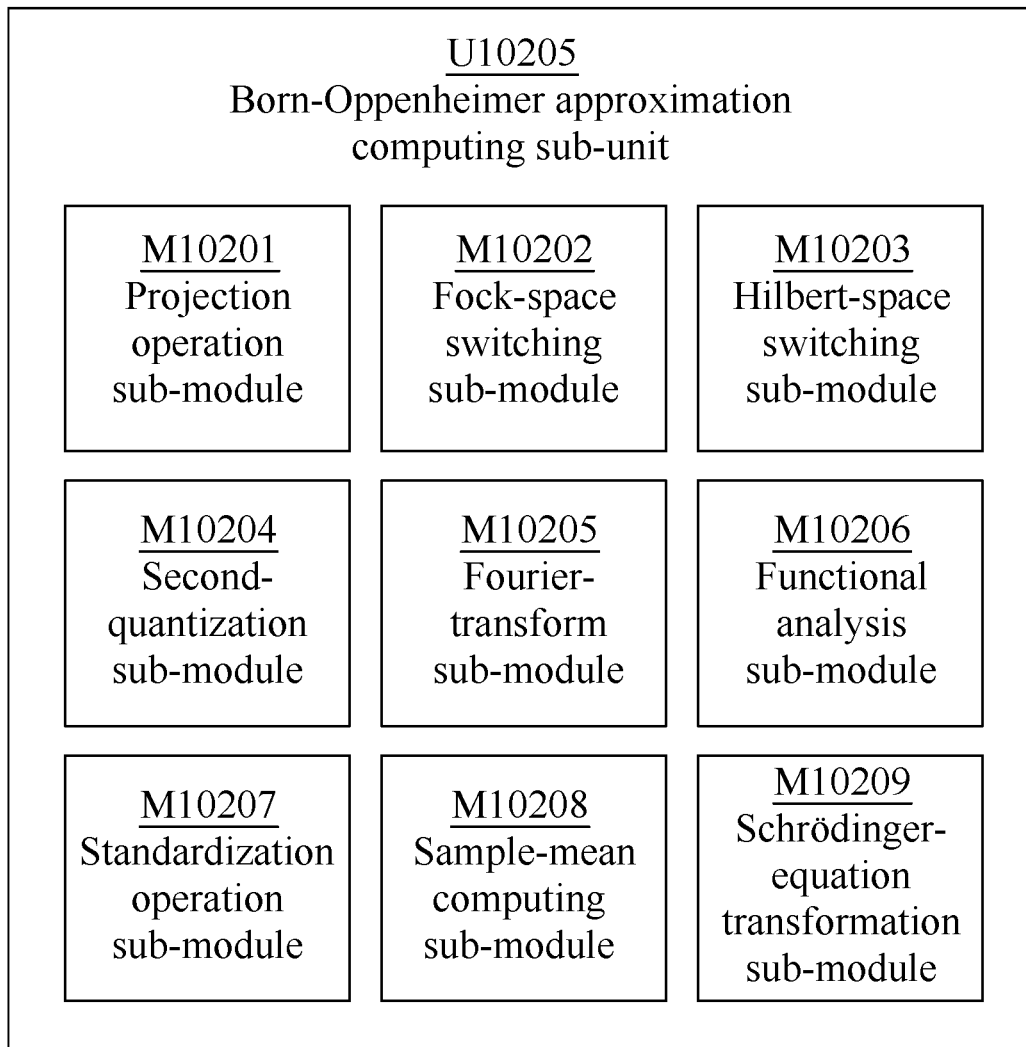 U10205
Born-Oppenheimer approximation
computing sub-unit
M10201
Projection
operation
sub-module
M10202
Fock-space
switching
sub-module
M10203
Hilbert-space
switching
sub-module
M10204
Second-
quantization
sub-module
M10205
Fourier-
transform
sub-module
M10206
Functional
analysis
sub-module
M10207
Standardization
operation
sub-module
M10208
Sample-mean
computing
sub-module
M10209
Schrödinger-
equation
transformation
sub-module